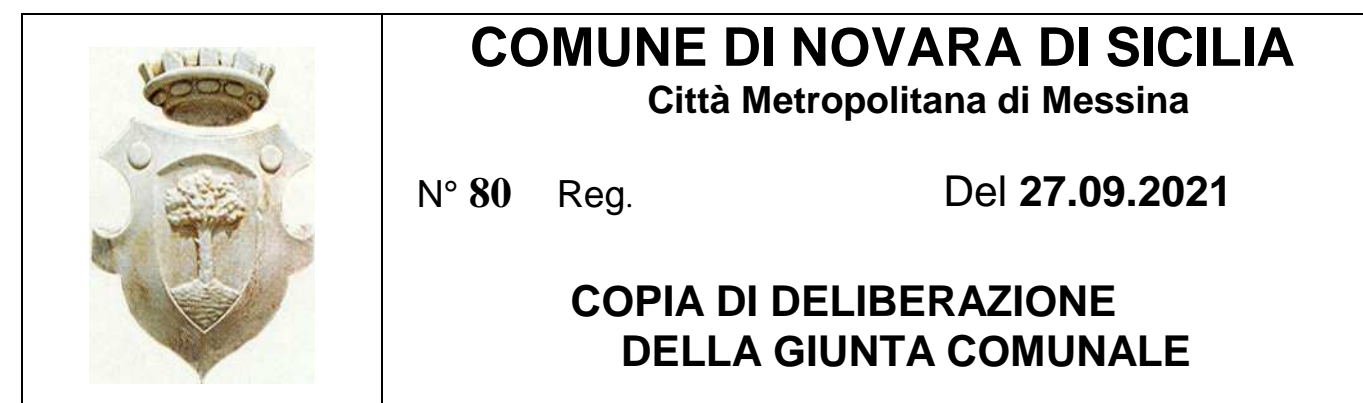 COMUNE DI NOVARA DI SICILIA
Città Metropolitana di Messina
N° 80 Reg. Del 27.09.2021
COPIA DI DELIBERAZIONE
DELLA GIUNTA COMUNALE